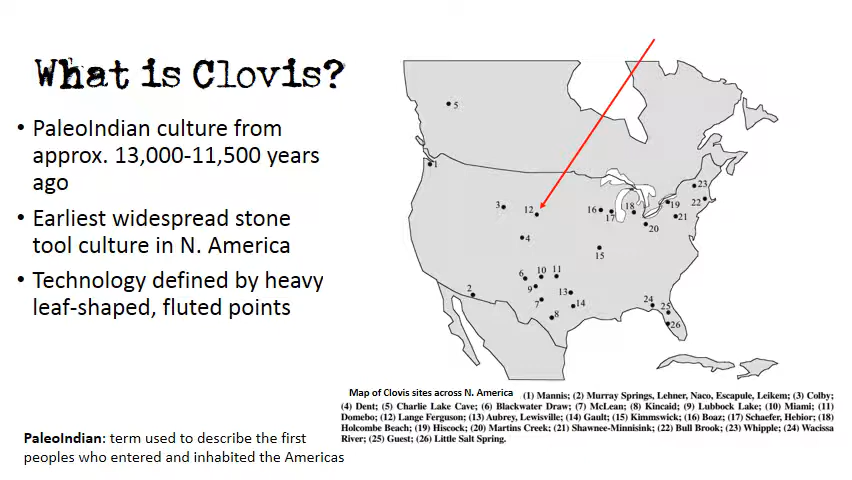 What is Clovis?
• PaleoIndian culture from
approx. 13,000-11,500 years
ago
• Earliest widespread stone
tool culture in N. America
• Technology defined by heavy
leaf-shaped, fluted points
PaleoIndian: term used to describe the first
peoples who entered and inhabited the Americas
5
1
3
12
4
16
17
18
19
20
21
22
23
15
6
10
11
9
7
13
14
8
2
24
25
26
Map of Clovis sites across N. America (1) Mannis; (2) Murray Springs, Lehner, Naco, Escapule, Leikem; (3) Colby;
(4) Dent; (5) Charlie Lake Cave; (6) Blackwater Draw; (7) McLean; (8) Kincaid; (9) Lubbock Lake; (10) Miami; (11)
Domebo; (12) Lange Ferguson; (13) Aubrey, Lewisville; (14) Gault; (15) Kimmswick; (16) Boaz; (17) Schaefer, Hebior; (18)
Holcombe Beach; (19) Hiscock; (20) Martins Creek; (21) Shawnee-Minnisink; (22) Bull Brook; (23) Whipple; (24) Wacissa
River; (25) Guest; (26) Little Salt Spring.